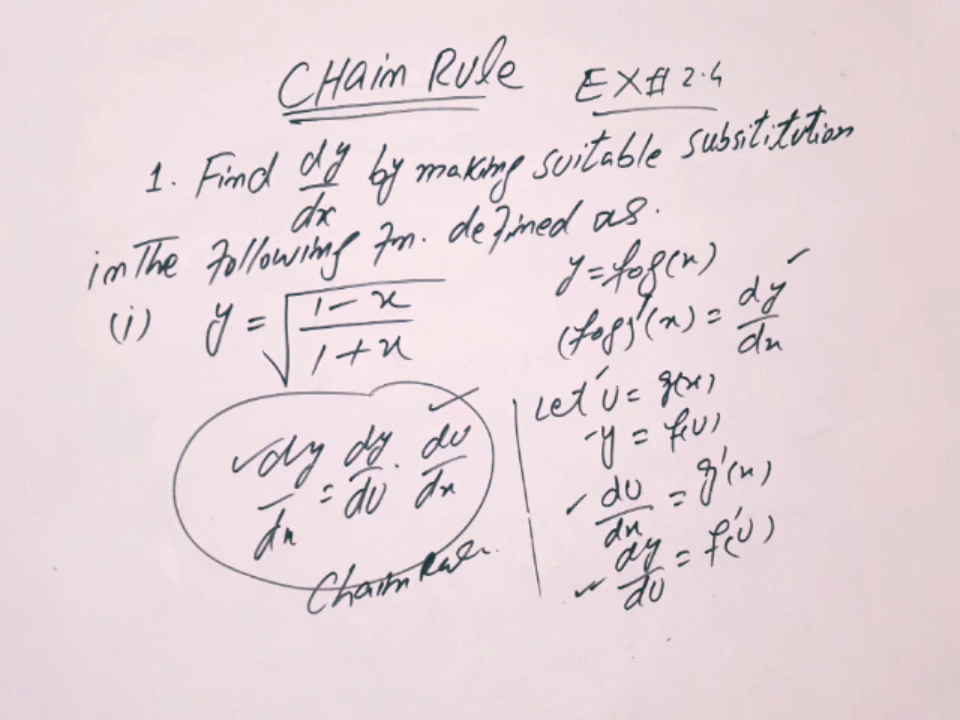 CHain Rule EX# 2.4
1. Find dy/dx by making suitable subsititution
in The following fn. defined as.
(i) y = √((1-x)/(1+x))
y = fog(x)
(fog)'(x) = dy/dx
dy/dx = dy/du . du/dx
Chain Rule.
Let u = g(x)
y = f(u)
du/dx = g'(x)
dy/du = f'(u)